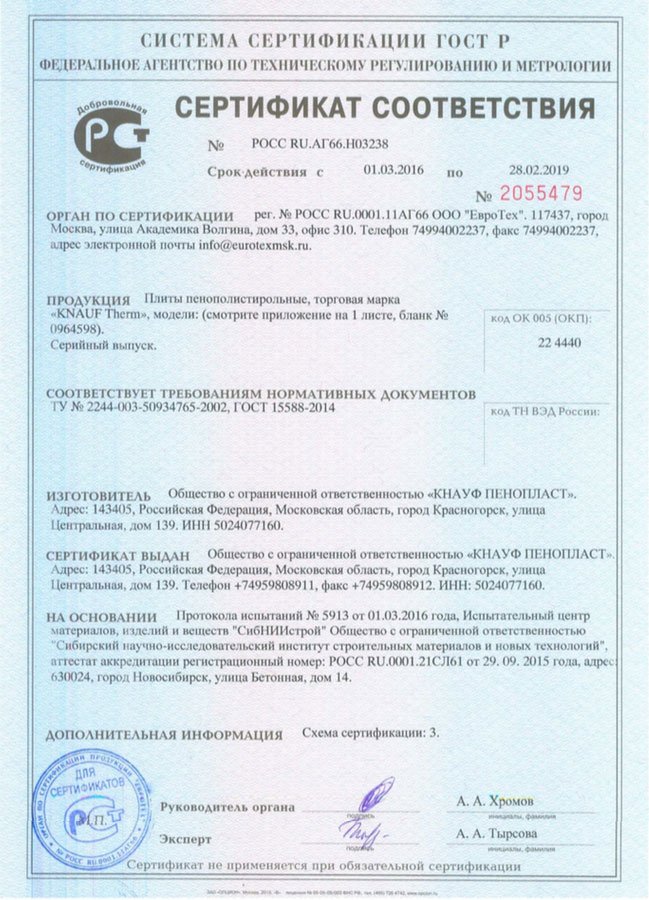 СИСТЕМА СЕРТИФИКАЦИИ ГОСТ Р
ФЕДЕРАЛЬНОЕ АГЕНТСТВО ПО ТЕХНИЧЕСКОМУ РЕГУЛИРОВАНИЮ И МЕТРОЛОГИИ
Добровольная
сертификация
СЕРТИФИКАТ СООТВЕТСТВИЯ
№ РОСС RU.АГ66.Н03238
Срок действия с 01.03.2016 по 28.02.2019
№ 2055479
ОРГАН ПО СЕРТИФИКАЦИИ рег. № РОСС RU.0001.11АГ66 ООО "ЕвроТех". 117437, город
Москва, улица Академика Волгина, дом 33, офис 310. Телефон 74994002237, факс 74994002237,
адрес электронной почты info@eurotexmsk.ru.
ПРОДУКЦИЯ Плиты пенополистирольные, торговая марка
«KNAUF Therm», модели: (смотрите приложение на 1 листе, бланк №
0964598).
Серийный выпуск.
код ОК 005 (ОКП):
22 4440
СООТВЕТСТВУЕТ ТРЕБОВАНИЯМ НОРМАТИВНЫХ ДОКУМЕНТОВ
ТУ № 2244-003-50934765-2002, ГОСТ 15588-2014
код ТН ВЭД России:
ИЗГОТОВИТЕЛЬ Общество с ограниченной ответственностью «КНАУФ ПЕНОПЛАСТ».
Адрес: 143405, Российская Федерация, Московская область, город Красногорск, улица
Центральная, дом 139. ИНН 5024077160.
СЕРТИФИКАТ ВЫДАН Общество с ограниченной ответственностью «КНАУФ ПЕНОПЛАСТ».
Адрес: 143405, Российская Федерация, Московская область, город Красногорск, улица
Центральная, дом 139. Телефон +74959808911, факс +74959808912. ИНН: 5024077160.
НА ОСНОВАНИИ Протокола испытаний № 5913 от 01.03.2016 года, Испытательный центр
материалов, изделий и веществ "СибНИИстрой" Общество с ограниченной ответственностью
"Сибирский научно-исследовательский институт строительных материалов и новых технологий",
аттестат аккредитации регистрационный номер: РОСС RU.0001.21СЛ61 от 29. 09. 2015 года, адрес:
630024, город Новосибирск, улица Бетонная, дом 14.
ДОПОЛНИТЕЛЬНАЯ ИНФОРМАЦИЯ Схема сертификации: 3.
ДЛЯ
СЕРТИФИКАТОВ
М.П.
Руководитель органа
подпись
А. А. Хромов
инициалы, фамилия
Эксперт
подпись
А. А. Тырсова
инициалы, фамилия
Сертификат не применяется при обязательной сертификации